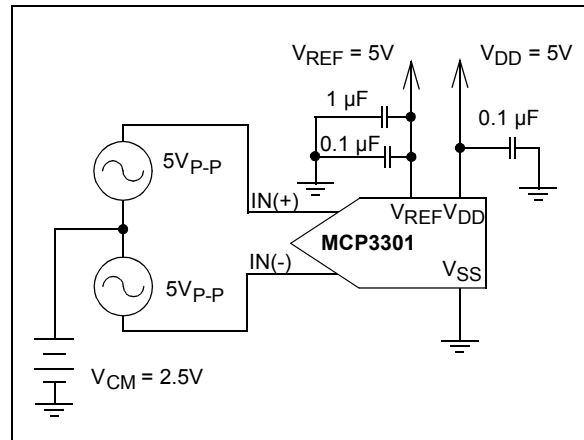 V_REF = 5V
V_DD = 5V
1 µF
0.1 µF
0.1 µF
5V_P-P
IN(+)
V_REF V_DD
MCP3301
IN(-)
V_SS
5V_P-P
V_CM = 2.5V